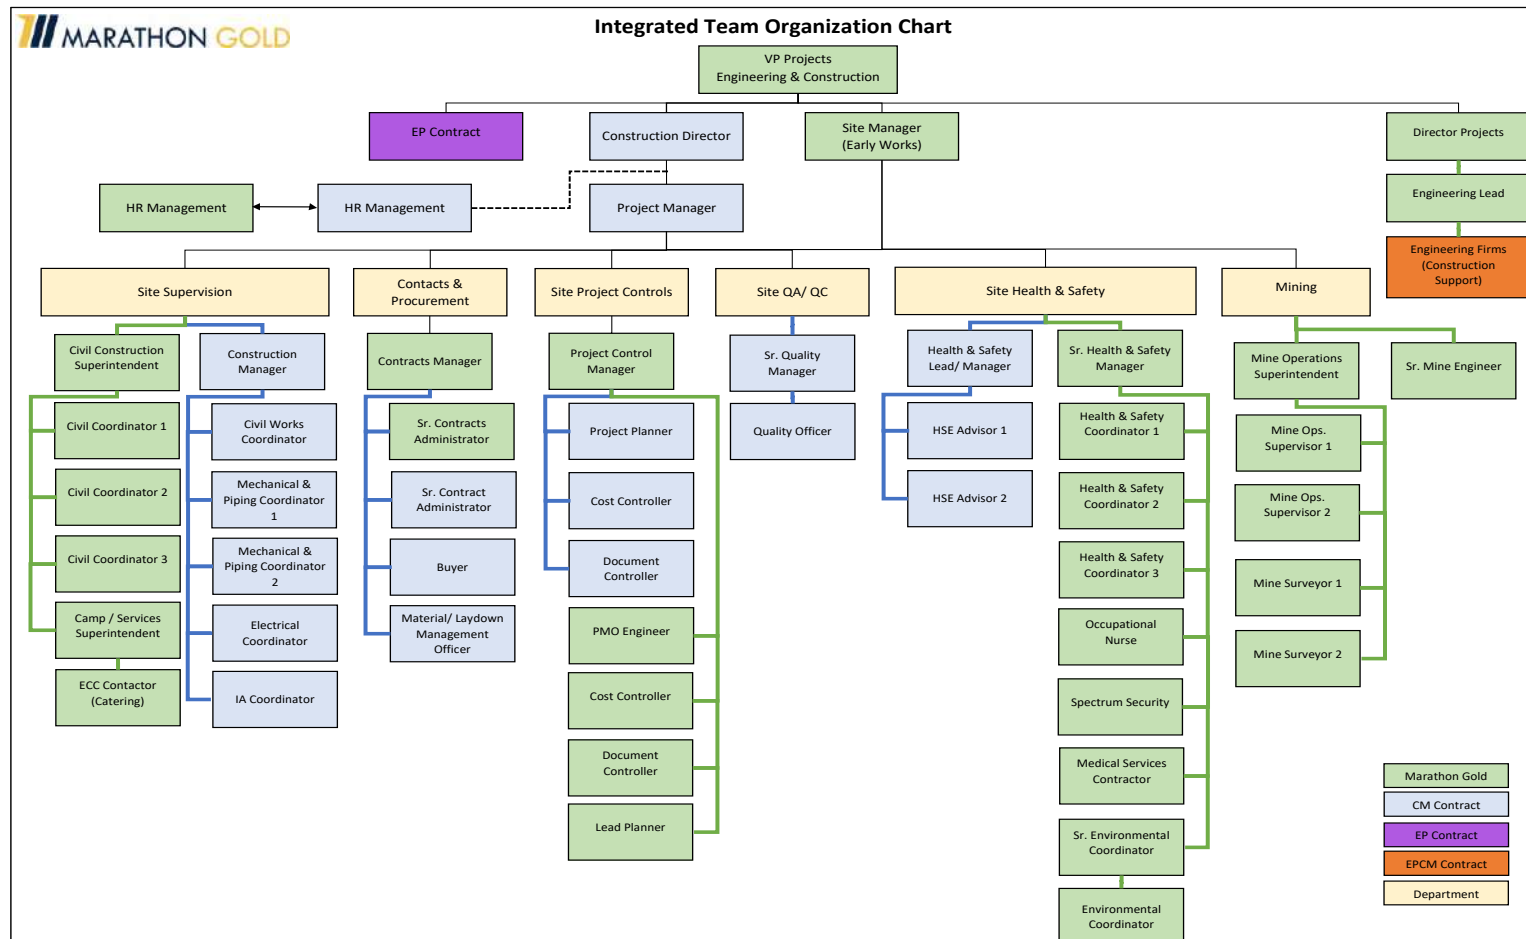 MARATHON GOLD
Integrated Team Organization Chart
VP Projects
Engineering & Construction
EP Contract
Construction Director
Site Manager
(Early Works)
Director Projects
HR Management
HR Management
Project Manager
Engineering Lead
Engineering Firms
(Construction
Support)
Site Supervision
Contacts &
Procurement
Site Project Controls
Site QA/ QC
Site Health & Safety
Mining
Civil Construction
Superintendent
Civil Coordinator 1
Civil Coordinator 2
Civil Coordinator 3
Camp / Services
Superintendent
ECC Contactor
(Catering)
Construction
Manager
Civil Works
Coordinator
Mechanical &
Piping Coordinator
1
Mechanical &
Piping Coordinator
2
Electrical
Coordinator
IA Coordinator
Contracts Manager
Sr. Contracts
Administrator
Sr. Contract
Administrator
Buyer
Material/ Laydown
Management
Officer
Project Control
Manager
Project Planner
Cost Controller
Document
Controller
PMO Engineer
Cost Controller
Document
Controller
Lead Planner
Sr. Quality
Manager
Quality Officer
Health & Safety
Lead/ Manager
HSE Advisor 1
HSE Advisor 2
Sr. Health & Safety
Manager
Health & Safety
Coordinator 1
Health & Safety
Coordinator 2
Health & Safety
Coordinator 3
Occupational
Nurse
Spectrum Security
Medical Services
Contractor
Sr. Environmental
Coordinator
Environmental
Coordinator
Mine Operations
Superintendent
Mine Ops.
Supervisor 1
Mine Ops.
Supervisor 2
Mine Surveyor 1
Mine Surveyor 2
Sr. Mine Engineer
Marathon Gold
CM Contract
EP Contract
EPCM Contract
Department